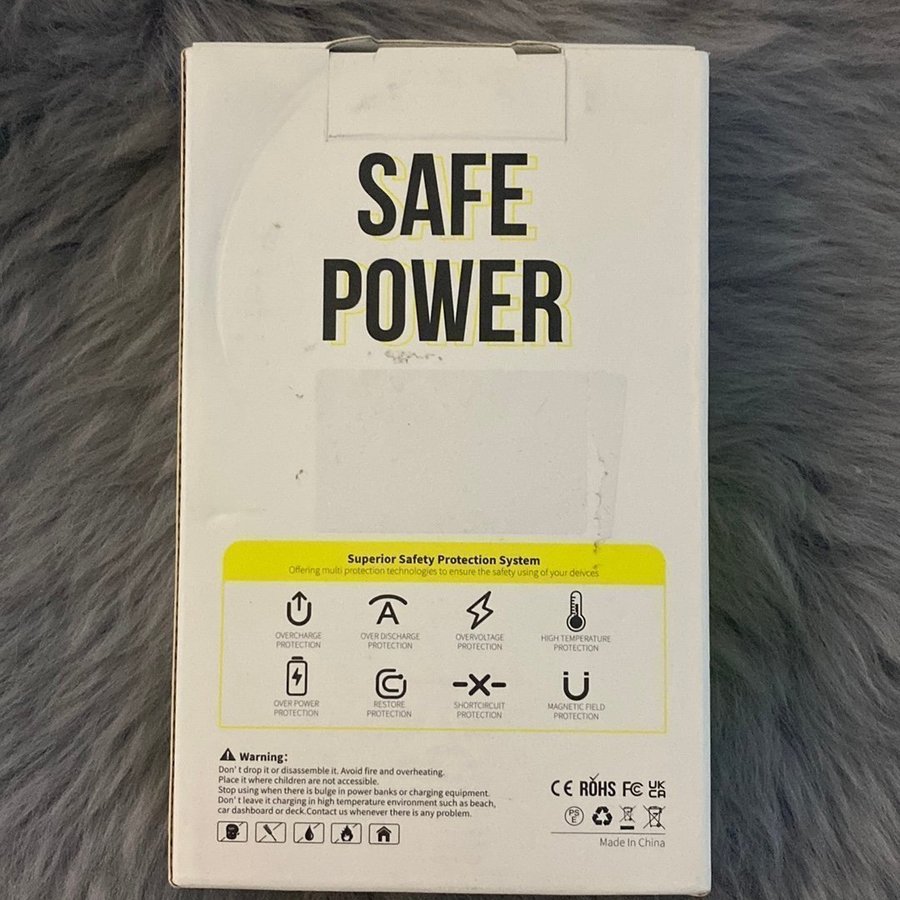 SAFE
POWER
Superior Safety Protection System
Offering multi protection technologies to ensure the safety using of your deivces
OVERCHARGE
PROTECTION
OVER DISCHARGE
PROTECTION
OVERVOLTAGE
PROTECTION
HIGH TEMPERATURE
PROTECTION
OVER POWER
PROTECTION
RESTORE
PROTECTION
SHORTCIRCUIT
PROTECTION
MAGNETIC FIELD
PROTECTION
Warning:
Don't drop it or disassemble it. Avoid fire and overheating.
Place it where children are not accessible.
Stop using when there is bulge in power banks or charging equipment.
Don't leave it charging in high temperature environment such as beach,
car dashboard or deck.Contact us whenever there is any problem.
CE ROHS FC UKCA
PSE
Made In China